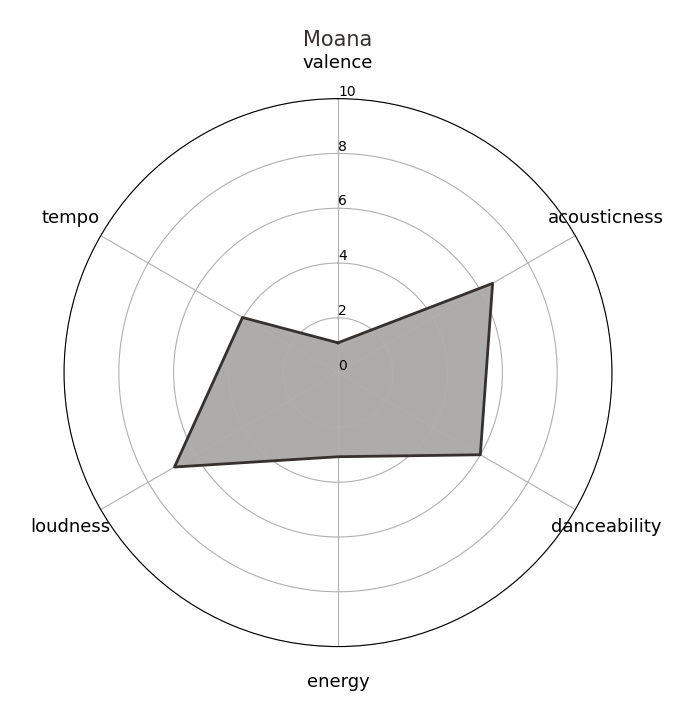 Moana
valence
10
8
6
4
2
0
tempo
acousticness
loudness
danceability
energy